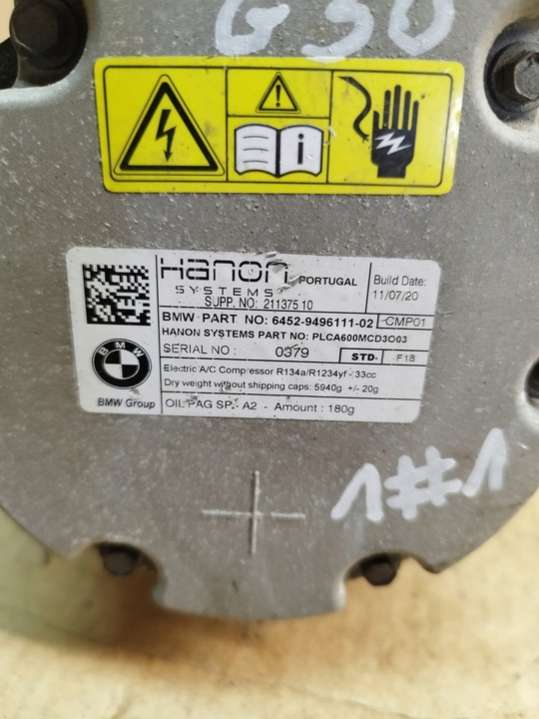 G30
i
Hanon
SYSTEMS
PORTUGAL
SUPP. NO: 211375 10
Build Date:
11/07/20
BMW PART NO: 6452-9496111-02
CMP01
HANON SYSTEMS PART NO: PLCA600MCD3O03
SERIAL NO: 0379
STD
F18
BMW
Electric A/C Compressor R134a/R1234yf - 33cc
Dry weight without shipping caps: 5940g +/- 20g
BMW Group
OIL:PAG SP - A2 - Amount : 180g
1#1